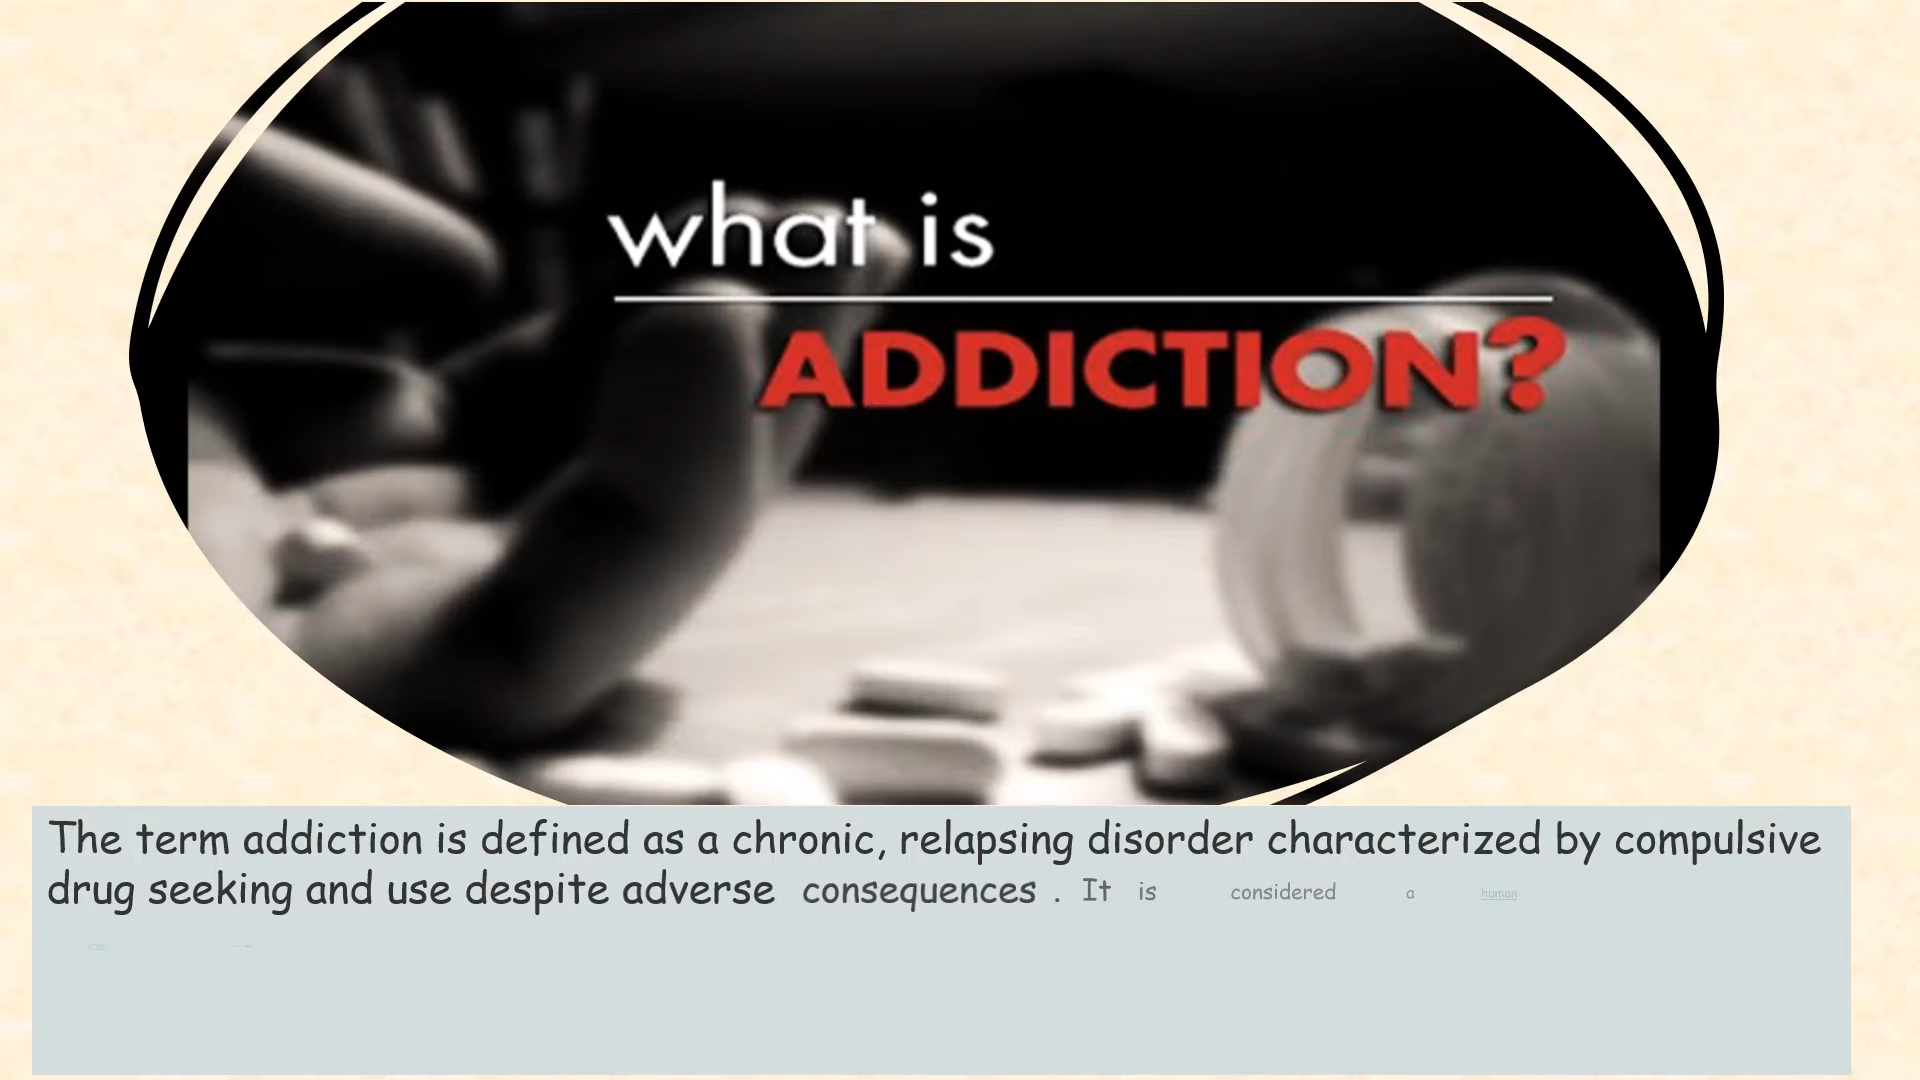 what is
ADDICTION?
The term addiction is defined as a chronic, relapsing disorder characterized by compulsive
drug seeking and use despite adverse consequences . It is considered a human